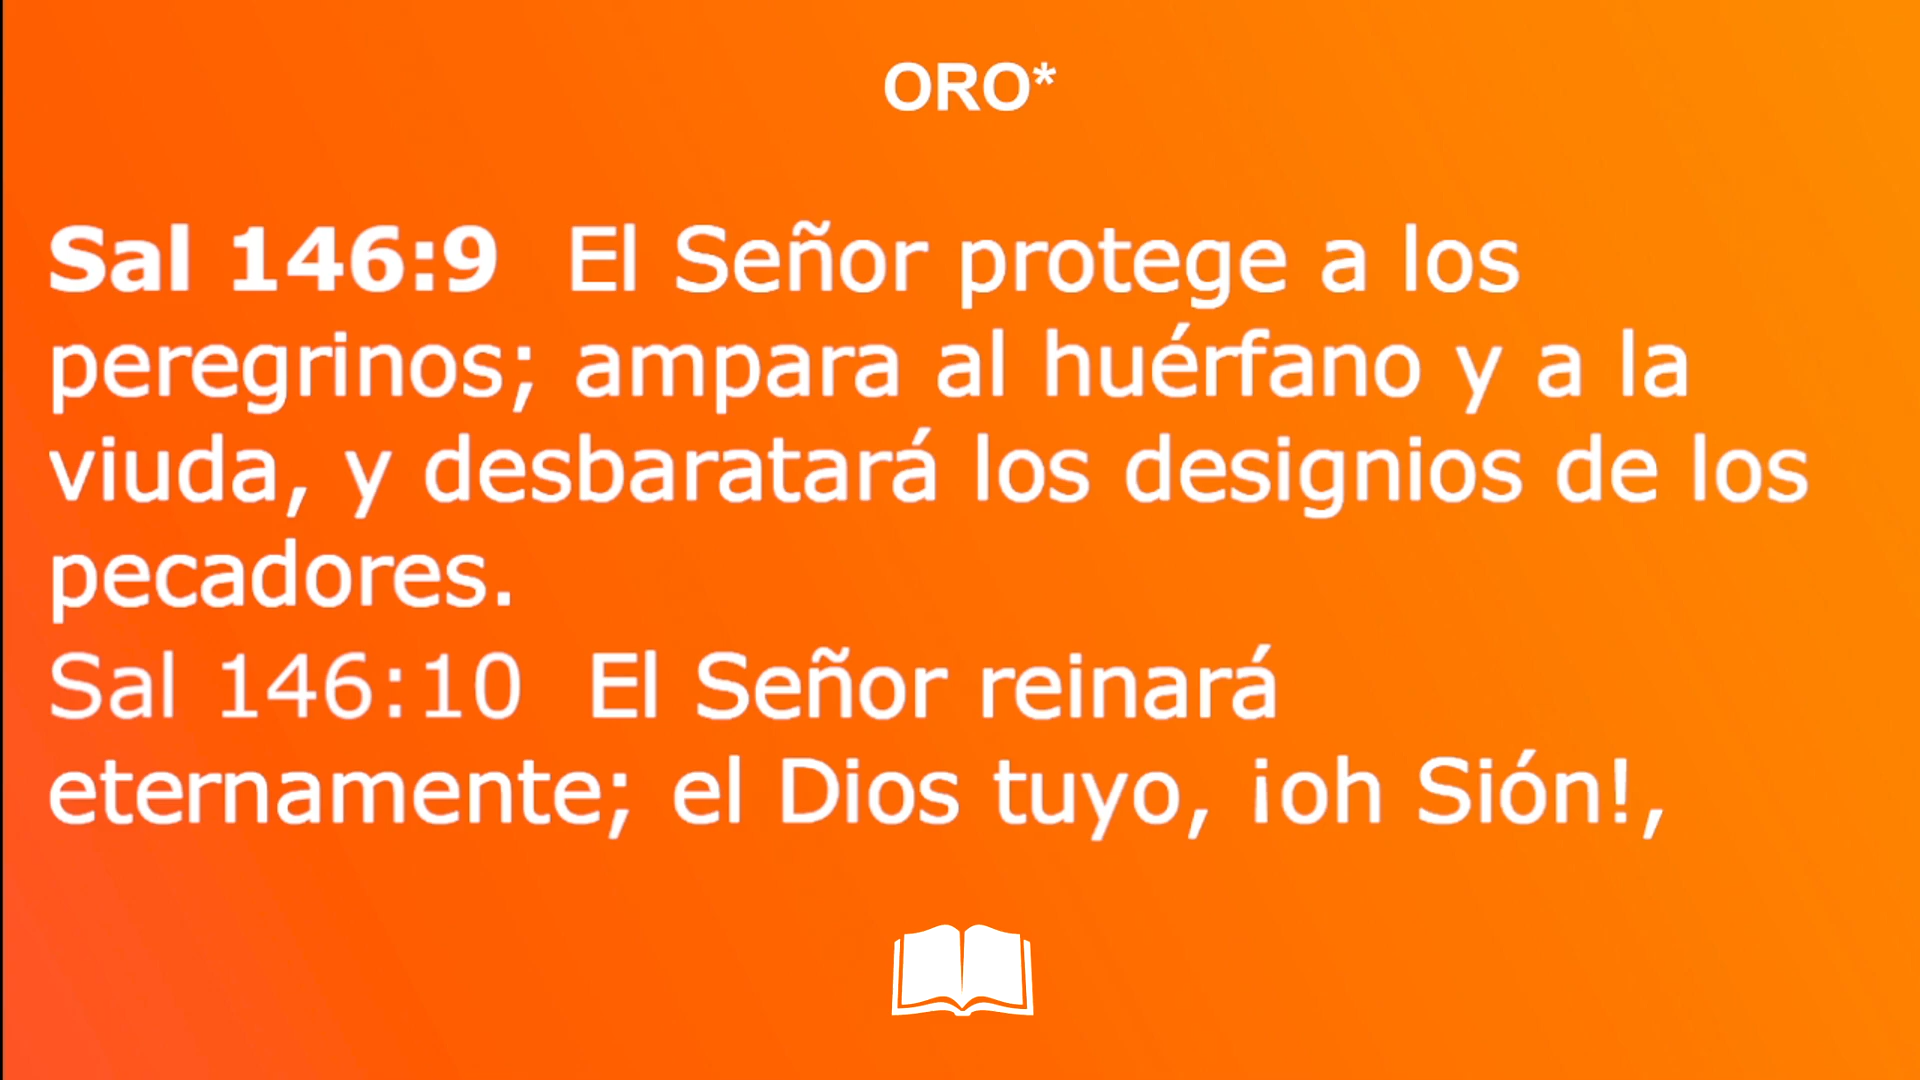 ORO*
Sal 146:9 El Señor protege a los
peregrinos; ampara al huérfano y a la
viuda, y desbaratará los designios de los
pecadores.
Sal 146:10 El Señor reinará
eternamente; el Dios tuyo, ¡oh Sión!,